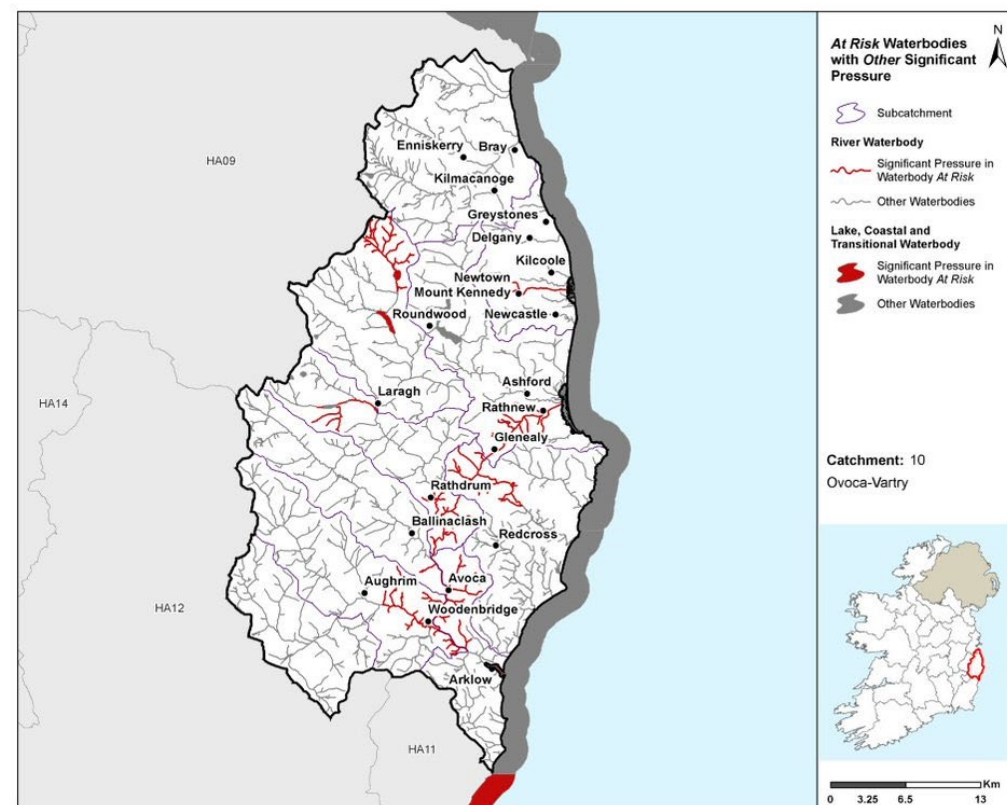 HA09
HA14
HA12
HA11
Enniskerry
Bray
Kilmacanoge
Greystones
Delgany
Kilcoole
Newtown
Mount Kennedy
Roundwood
Newcastle
Ashford
Laragh
Rathnew
Glenealy
Rathdrum
Ballinaclash
Redcross
Aughrim
Avoca
Woodenbridge
Arklow
At Risk Waterbodies
with Other Significant
Pressure
N
Subcatchment
River Waterbody
Significant Pressure in
Waterbody At Risk
Other Waterbodies
Lake, Coastal and
Transitional Waterbody
Significant Pressure in
Waterbody At Risk
Other Waterbodies
Catchment: 10
Ovoca-Vartry
Km
0 3.25 6.5 13